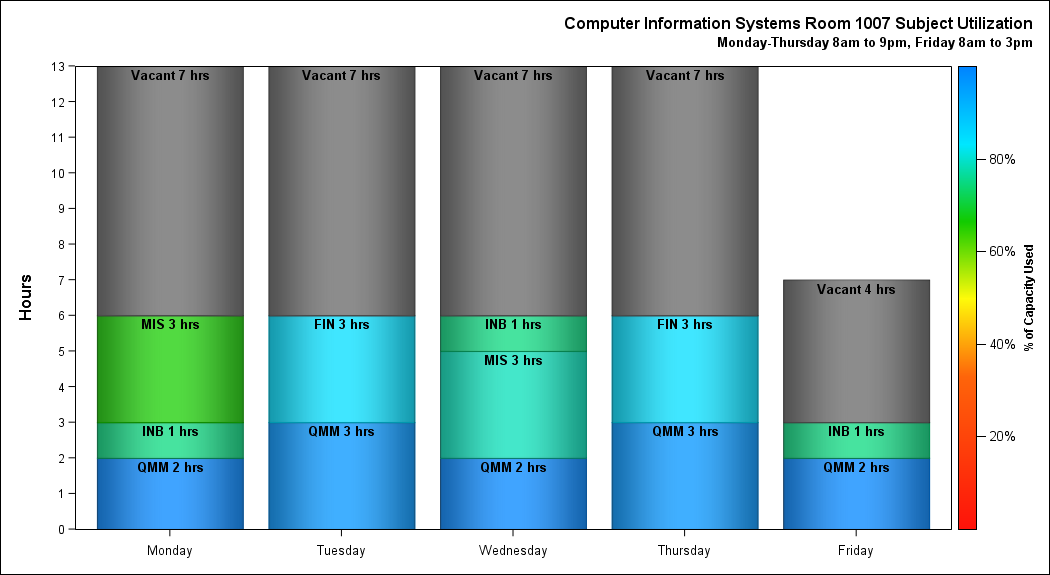 Computer Information Systems Room 1007 Subject Utilization
Monday-Thursday 8am to 9pm, Friday 8am to 3pm
13
12
11
10
9
8
7
6
5
4
3
2
1
0
Hours
Vacant 7 hrs
MIS 3 hrs
INB 1 hrs
QMM 2 hrs
Vacant 7 hrs
FIN 3 hrs
QMM 3 hrs
Vacant 7 hrs
INB 1 hrs
MIS 3 hrs
QMM 2 hrs
Vacant 7 hrs
FIN 3 hrs
QMM 3 hrs
Vacant 4 hrs
INB 1 hrs
QMM 2 hrs
Monday
Tuesday
Wednesday
Thursday
Friday
80%
60%
40%
20%
% of Capacity Used